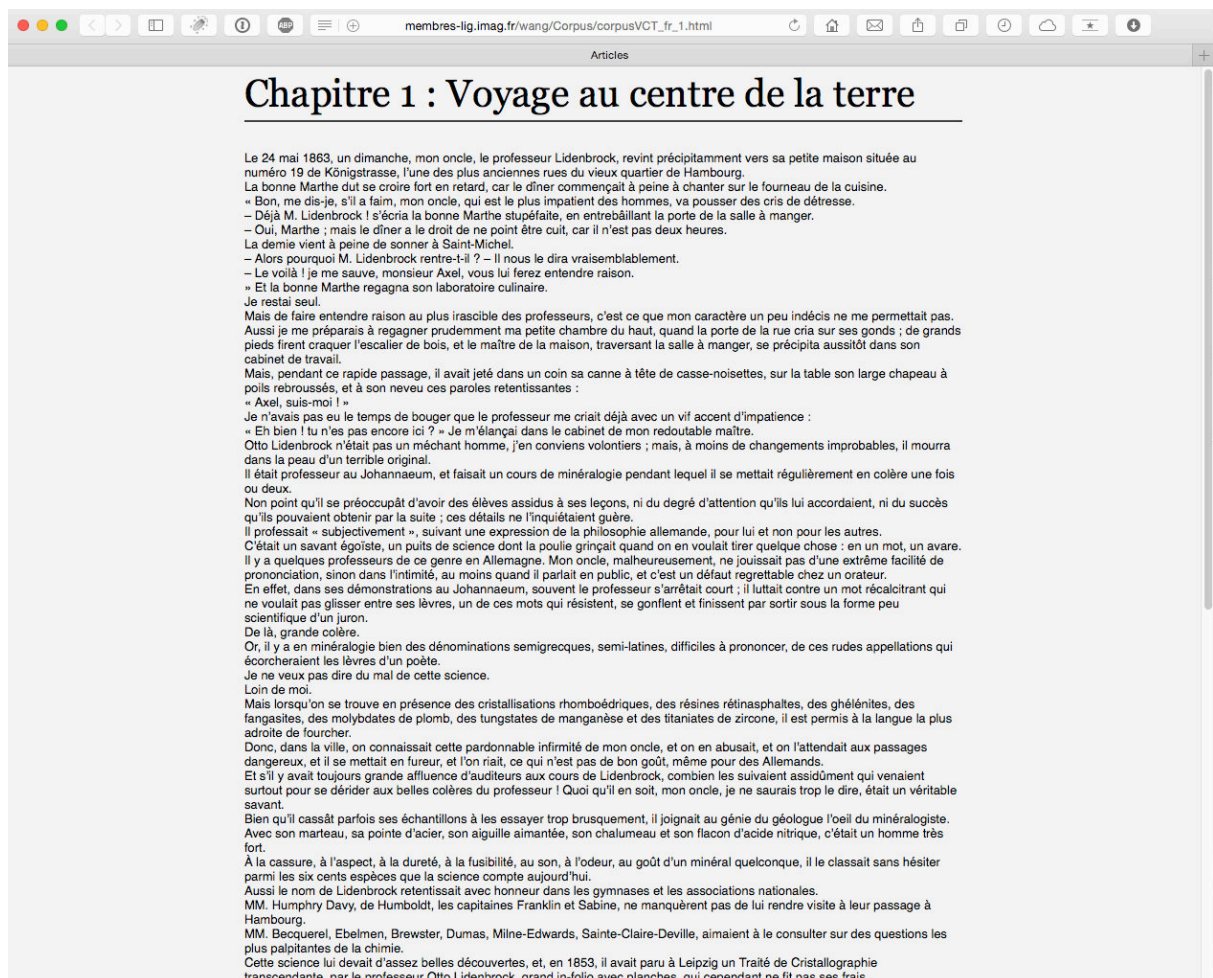 ABP
membres-lig.imag.fr/wang/Corpus/corpusVCT_fr_1.html
Articles
Chapitre 1 : Voyage au centre de la terre
Le 24 mai 1863, un dimanche, mon oncle, le professeur Lidenbrock, revint précipitamment vers sa petite maison située au
numéro 19 de Königstrasse, l'une des plus anciennes rues du vieux quartier de Hambourg.
La bonne Marthe dut se croire fort en retard, car le dîner commençait à peine à chanter sur le fourneau de la cuisine.
« Bon, me dis-je, s'il a faim, mon oncle, qui est le plus impatient des hommes, va pousser des cris de détresse.
– Déjà M. Lidenbrock ! s'écria la bonne Marthe stupéfaite, en entrebâillant la porte de la salle à manger.
– Oui, Marthe ; mais le dîner a le droit de ne point être cuit, car il n'est pas deux heures.
La demie vient à peine de sonner à Saint-Michel.
– Alors pourquoi M. Lidenbrock rentre-t-il ? – Il nous le dira vraisemblablement.
– Le voilà ! je me sauve, monsieur Axel, vous lui ferez entendre raison.
» Et la bonne Marthe regagna son laboratoire culinaire.
Je restai seul.
Mais de faire entendre raison au plus irascible des professeurs, c'est ce que mon caractère un peu indécis ne me permettait pas.
Aussi je me préparais à regagner prudemment ma petite chambre du haut, quand la porte de la rue cria sur ses gonds ; de grands
pieds firent craquer l'escalier de bois, et le maître de la maison, traversant la salle à manger, se précipita aussitôt dans son
cabinet de travail.
Mais, pendant ce rapide passage, il avait jeté dans un coin sa canne à tête de casse-noisettes, sur la table son large chapeau à
poils rebroussés, et à son neveu ces paroles retentissantes :
« Axel, suis-moi ! »
Je n'avais pas eu le temps de bouger que le professeur me criait déjà avec un vif accent d'impatience :
« Eh bien ! tu n'es pas encore ici ? » Je m'élançai dans le cabinet de mon redoutable maître.
Otto Lidenbrock n'était pas un méchant homme, j'en conviens volontiers ; mais, à moins de changements improbables, il mourra
dans la peau d'un terrible original.
Il était professeur au Johannaeum, et faisait un cours de minéralogie pendant lequel il se mettait régulièrement en colère une fois
ou deux.
Non point qu'il se préoccupât d'avoir des élèves assidus à ses leçons, ni du degré d'attention qu'ils lui accordaient, ni du succès
qu'ils pouvaient obtenir par la suite ; ces détails ne l'inquiétaient guère.
Il professait « subjectivement », suivant une expression de la philosophie allemande, pour lui et non pour les autres.
C'était un savant égoïste, un puits de science dont la poulie grinçait quand on en voulait tirer quelque chose : en un mot, un avare.
Il y a quelques professeurs de ce genre en Allemagne. Mon oncle, malheureusement, ne jouissait pas d'une extrême facilité de
prononciation, sinon dans l'intimité, au moins quand il parlait en public, et c'est un défaut regrettable chez un orateur.
En effet, dans ses démonstrations au Johannaeum, souvent le professeur s'arrêtait court ; il luttait contre un mot récalcitrant qui
ne voulait pas glisser entre ses lèvres, un de ces mots qui résistent, se gonflent et finissent par sortir sous la forme peu
scientifique d'un juron.
De là, grande colère.
Or, il y a en minéralogie bien des dénominations semigrecques, semi-latines, difficiles à prononcer, de ces rudes appellations qui
écorcheraient les lèvres d'un poète.
Je ne veux pas dire du mal de cette science.
Loin de moi.
Mais lorsqu'on se trouve en présence des cristallisations rhomboédriques, des résines rétinasphaltes, des ghélénites, des
fangasites, des molybdates de plomb, des tungstates de manganèse et des titaniates de zircone, il est permis à la langue la plus
adroite de fourcher.
Donc, dans la ville, on connaissait cette pardonnable infirmité de mon oncle, et on en abusait, et on l'attendait aux passages
dangereux, et il se mettait en fureur, et l'on riait, ce qui n'est pas de bon goût, même pour des Allemands.
Et s'il y avait toujours grande affluence d'auditeurs aux cours de Lidenbrock, combien les suivaient assidûment qui venaient
surtout pour se dérider aux belles colères du professeur ! Quoi qu'il en soit, mon oncle, je ne saurais trop le dire, était un véritable
savant.
Bien qu'il cassât parfois ses échantillons à les essayer trop brusquement, il joignait au génie du géologue l'oeil du minéralogiste.
Avec son marteau, sa pointe d'acier, son aiguille aimantée, son chalumeau et son flacon d'acide nitrique, c'était un homme très
fort.
À la cassure, à l'aspect, à la dureté, à la fusibilité, au son, à l'odeur, au goût d'un minéral quelconque, il le classait sans hésiter
parmi les six cents espèces que la science compte aujourd'hui.
Aussi le nom de Lidenbrock retentissait avec honneur dans les gymnases et les associations nationales.
MM. Humphry Davy, de Humboldt, les capitaines Franklin et Sabine, ne manquèrent pas de lui rendre visite à leur passage à
Hambourg.
MM. Becquerel, Ebelmen, Brewster, Dumas, Milne-Edwards, Sainte-Claire-Deville, aimaient à le consulter sur des questions les
plus palpitantes de la chimie.
Cette science lui devait d'assez belles découvertes, et, en 1853, il avait paru à Leipzig un Traité de Cristallographie
transcendante, par le professeur Otto Lidenbrock, grand in-folio avec planches, qui cependant ne fit pas ses frais.